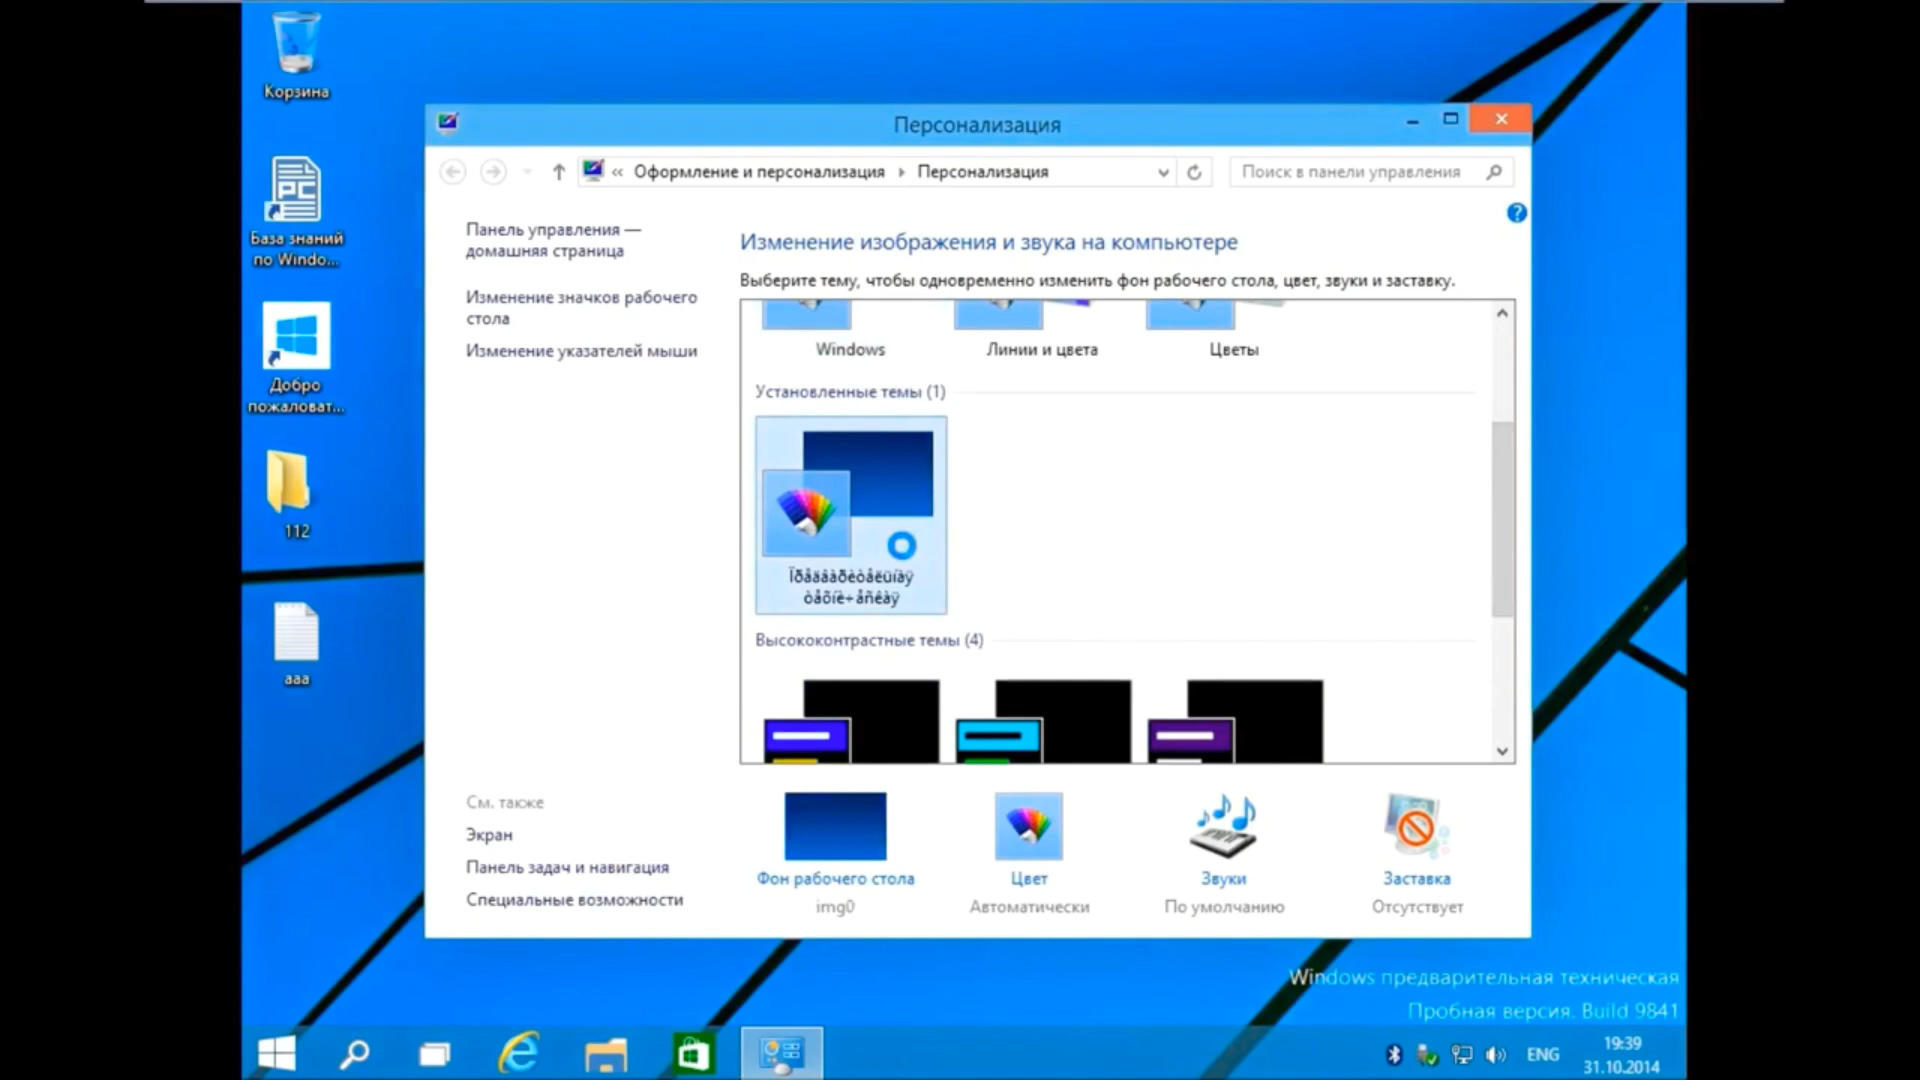 Корзина
База знаний
по Windo...
Добро
пожаловат...
112
aaa
Персонализация
« Оформление и персонализация Персонализация
Поиск в панели управления
Панель управления —
домашняя страница
Изменение значков рабочего
стола
Изменение указателей мыши
Изменение изображения и звука на компьютере
Выберите тему, чтобы одновременно изменить фон рабочего стола, цвет, звуки и заставку.
Windows
Линии и цвета
Цветы
Установленные темы (1)
Ïðåäâàðèòåëüíàÿ
òåõíè÷åñêàÿ
Высококонтрастные темы (4)
См. также
Экран
Панель задач и навигация
Специальные возможности
Фон рабочего стола
img0
Цвет
Автоматически
Звуки
По умолчанию
Заставка
Отсутствует
Windows предварительная техническая
Пробная версия. Build 9841
ENG
19:39
31.10.2014